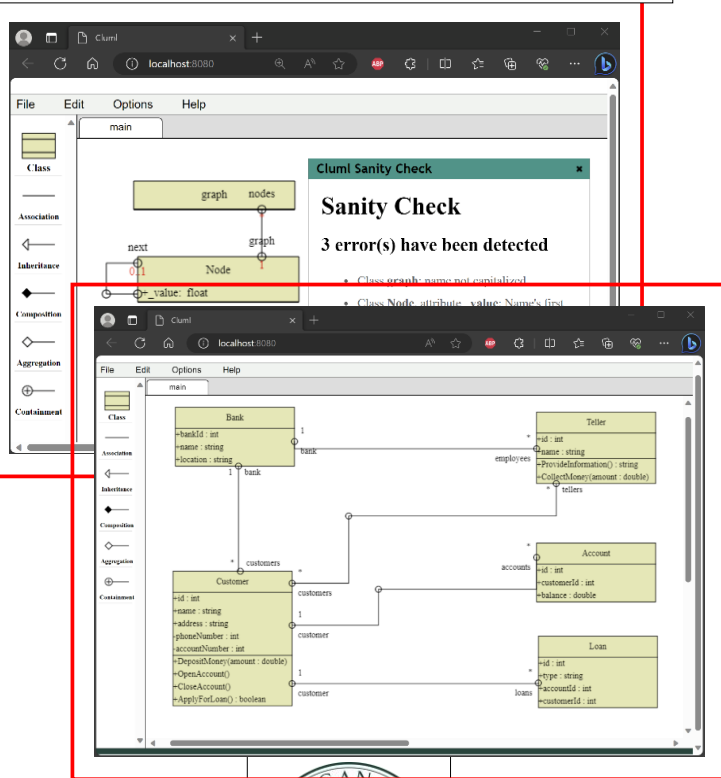 Cluml
localhost:8080
File Edit Options Help
main
Class
Association
Inheritance
Composition
Aggregation
Containment
graph nodes
graph
1
next
0..1
Node
+_value: float
Cluml Sanity Check
Sanity Check
3 error(s) have been detected
Class graph: name not capitalized
Class Node, attribute _value: Name's first
Cluml
localhost:8080
File Edit Options Help
main
Class
Association
Inheritance
Composition
Aggregation
Containment
Bank
+bankId : int
+name : string
+location : string
1
bank
1 bank
* customers
Teller
+id : int
+name : string
+ProvideInformation() : string
+CollectMoney(amount : double)
*
employees
* tellers
Customer
+id : int
+name : string
+address : string
-phoneNumber : int
-accountNumber : int
+DepositMoney(amount : double)
+OpenAccount()
+CloseAccount()
+ApplyForLoan() : boolean
*
customers
1
customer
1
customer
*
accounts
Account
+id : int
+customerId : int
+balance : double
*
loans
Loan
+id : int
+type : string
+accountId : int
+customerId : int